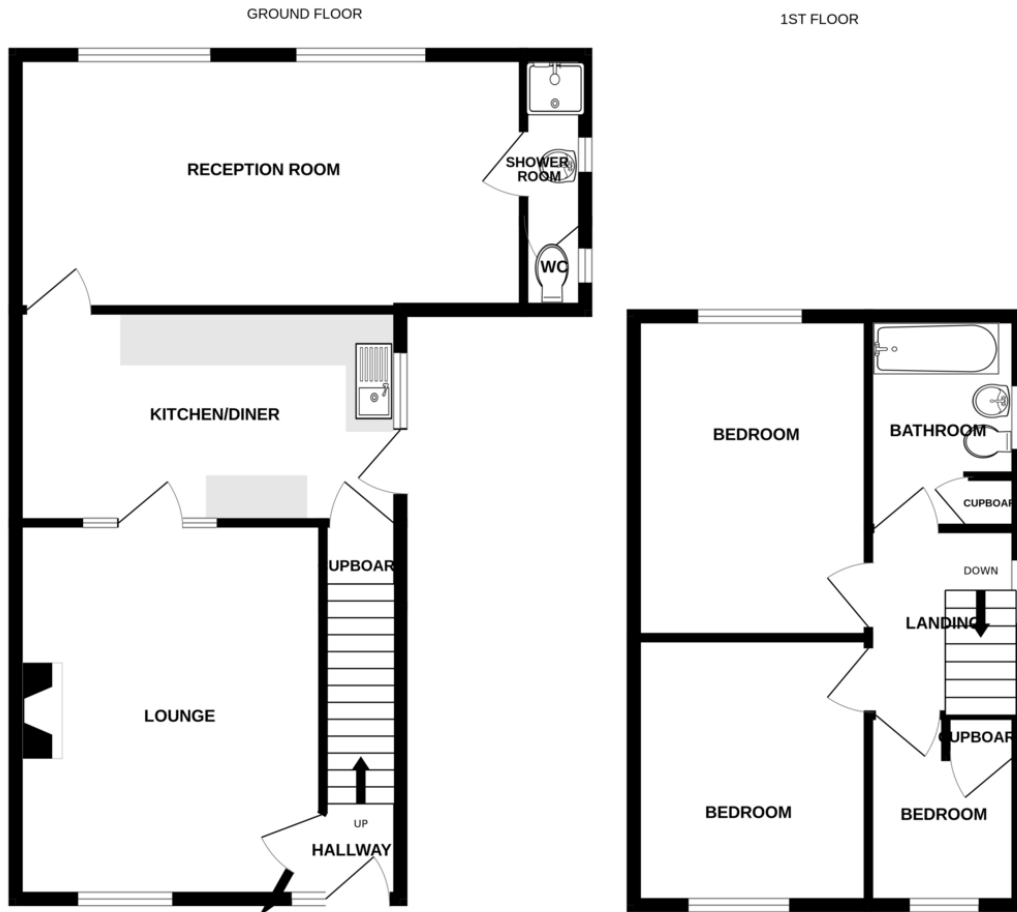 GROUND FLOOR
1ST FLOOR
RECEPTION ROOM
SHOWER
ROOM
WC
KITCHEN/DINER
UPBOAR
LOUNGE
UP
HALLWAY
BEDROOM
BATHROOM
CUPBOAR
DOWN
LANDING
CUPBOAR
BEDROOM
BEDROOM